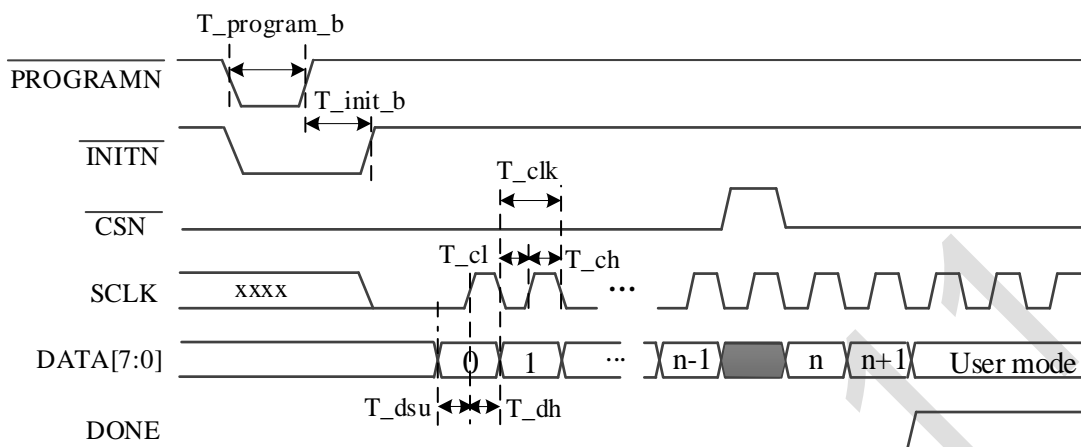 T_program_b
PROGRAMN
T_init_b
INITN
T_clk
CSN
T_cl
T_ch
SCLK
xxxx
...
DATA[7:0]
0
1
...
n-1
n
n+1
User mode
T_dsu
T_dh
DONE